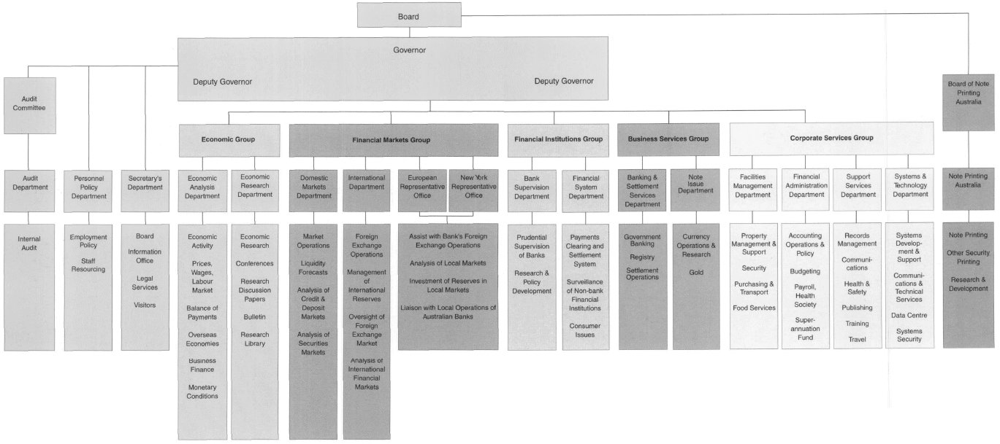 Board
Governor
Deputy Governor
Deputy Governor
Audit
Committee
Board of Note
Printing
Australia
Economic Group
Financial Markets Group
Financial Institutions Group
Business Services Group
Corporate Services Group
Audit
Department
Personnel
Policy
Department
Secretary's
Department
Economic
Analysis
Department
Economic
Research
Department
Domestic
Markets
Department
International
Department
European
Representative
Office
New York
Representative
Office
Bank
Supervision
Department
Financial
System
Department
Banking &
Settlement
Services
Department
Note
Issue
Department
Facilities
Management
Department
Financial
Administration
Department
Support
Services
Department
Systems &
Technology
Department
Note Printing
Australia
Internal
Audit
Employment
Policy
Staff
Resourcing
Board
Information
Office
Legal
Services
Visitors
Economic
Activity
Prices,
Wages,
Labour
Market
Balance of
Payments
Overseas
Economies
Business
Finance
Monetary
Conditions
Economic
Research
Conferences
Research
Discussion
Papers
Bulletin
Research
Library
Market
Operations
Liquidity
Forecasts
Analysis of
Credit &
Deposit
Markets
Analysis of
Securities
Markets
Foreign
Exchange
Operations
Management
of
International
Reserves
Oversight of
Foreign
Exchange
Market
Analysis of
International
Financial
Markets
Assist with Bank's Foreign
Exchange Operations
Analysis of Local Markets
Investment of Reserves in
Local Markets
Liaison with Local Operations of
Australian Banks
Prudential
Supervision
of Banks
Research &
Policy
Development
Payments
Clearing and
Settlement
System
Surveillance
of Non-bank
Financial
Institutions
Consumer
Issues
Government
Banking
Registry
Settlement
Operations
Currency
Operations &
Research
Gold
Property
Management &
Support
Security
Purchasing &
Transport
Food Services
Accounting
Operations &
Policy
Budgeting
Payroll,
Health
Society
Super-
annuation
Fund
Records
Management
Communi-
cations
Health &
Safety
Publishing
Training
Travel
Systems
Develop-
ment &
Support
Communi-
cations &
Technical
Services
Data Centre
Systems
Security
Note Printing
Other Security
Printing
Research &
Development